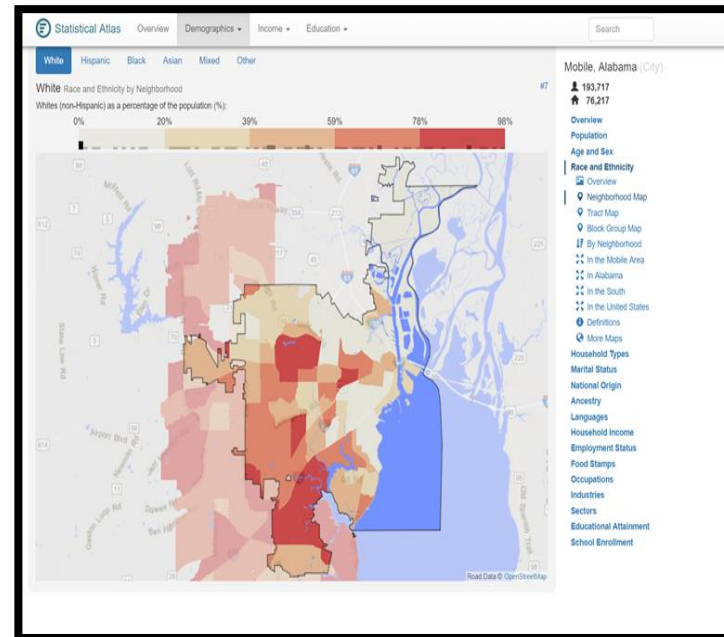 Statistical Atlas Overview Demographics Income Education Search
White Hispanic Black Asian Mixed Other
White Race and Ethnicity by Neighborhood #7
Whites (non-Hispanic) as a percentage of the population (%):
0% 20% 39% 59% 78% 98%
Airport Blvd
Old Spanish Trail
Road Data © OpenStreetMap
Mobile, Alabama (City)
193,717
76,217
Overview
Population
Age and Sex
Race and Ethnicity
Overview
Neighborhood Map
Tract Map
Block Group Map
By Neighborhood
In the Mobile Area
In Alabama
In the South
In the United States
Definitions
More Maps
Household Types
Marital Status
National Origin
Ancestry
Languages
Household Income
Employment Status
Food Stamps
Occupations
Industries
Sectors
Educational Attainment
School Enrollment